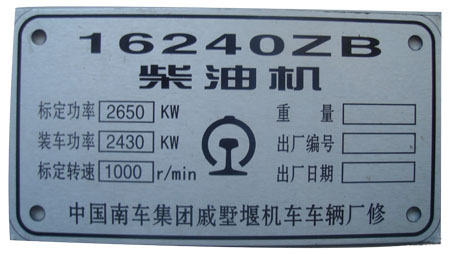 16240ZB
柴油机
标定功率 2650 KW 重量
装车功率 2430 KW 出厂编号
标定转速 1000 r/min 出厂日期
中国南车集团戚墅堰机车车辆厂修